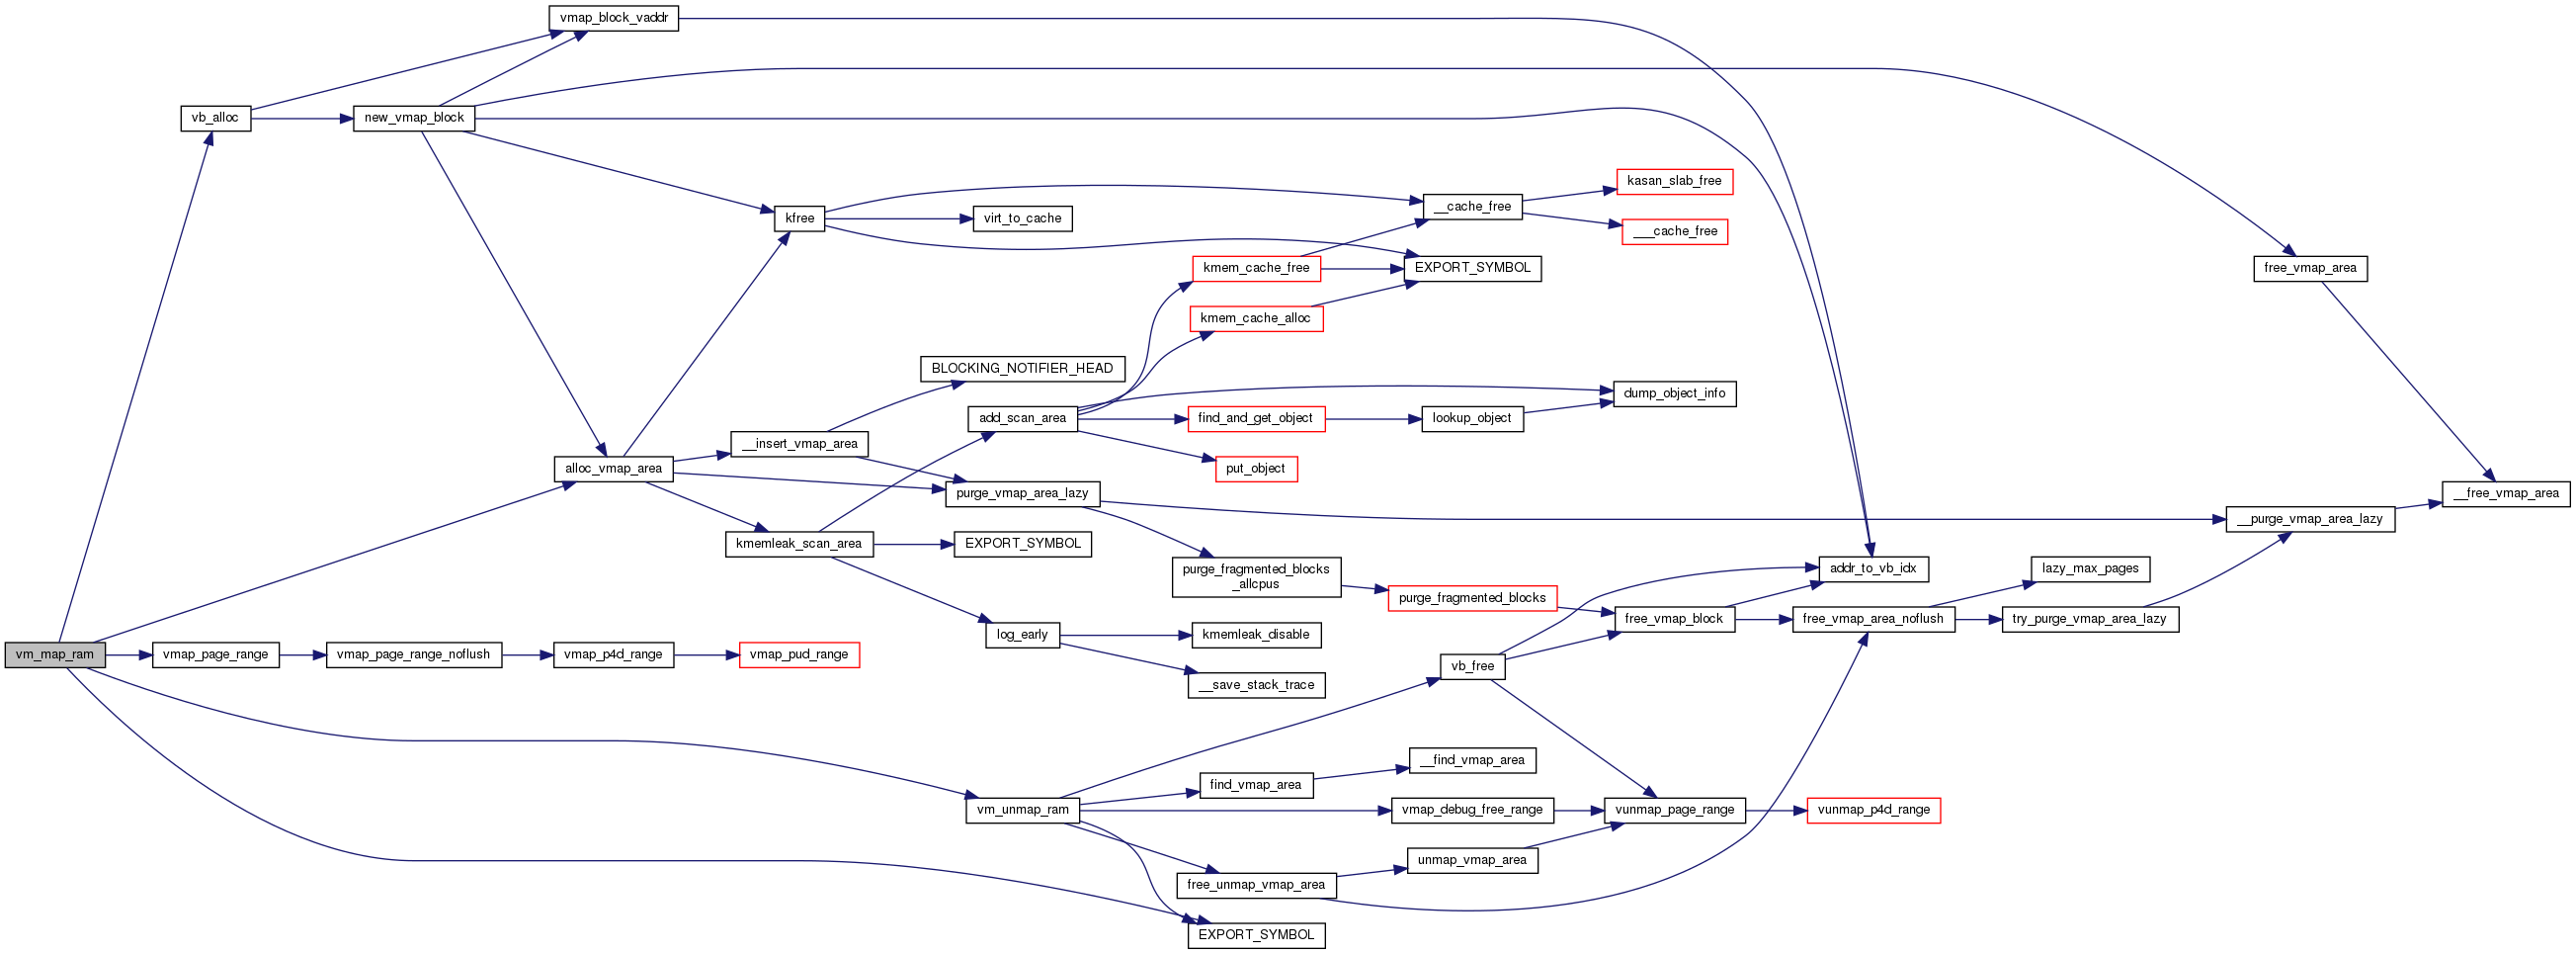 vmap_block_vaddr
vb_alloc
new_vmap_block
kasan_slab_free
__cache_free
kfree
virt_to_cache
___cache_free
kmem_cache_free
EXPORT_SYMBOL
free_vmap_area
kmem_cache_alloc
BLOCKING_NOTIFIER_HEAD
dump_object_info
add_scan_area
find_and_get_object
lookup_object
__insert_vmap_area
alloc_vmap_area
put_object
purge_vmap_area_lazy
__free_vmap_area
__purge_vmap_area_lazy
kmemleak_scan_area
EXPORT_SYMBOL
purge_fragmented_blocks
_allcpus
addr_to_vb_idx
lazy_max_pages
purge_fragmented_blocks
free_vmap_block
free_vmap_area_noflush
try_purge_vmap_area_lazy
log_early
kmemleak_disable
vm_map_ram
vmap_page_range
vmap_page_range_noflush
vmap_p4d_range
vmap_pud_range
vb_free
__save_stack_trace
__find_vmap_area
find_vmap_area
vm_unmap_ram
vmap_debug_free_range
vunmap_page_range
vunmap_p4d_range
unmap_vmap_area
free_unmap_vmap_area
EXPORT_SYMBOL